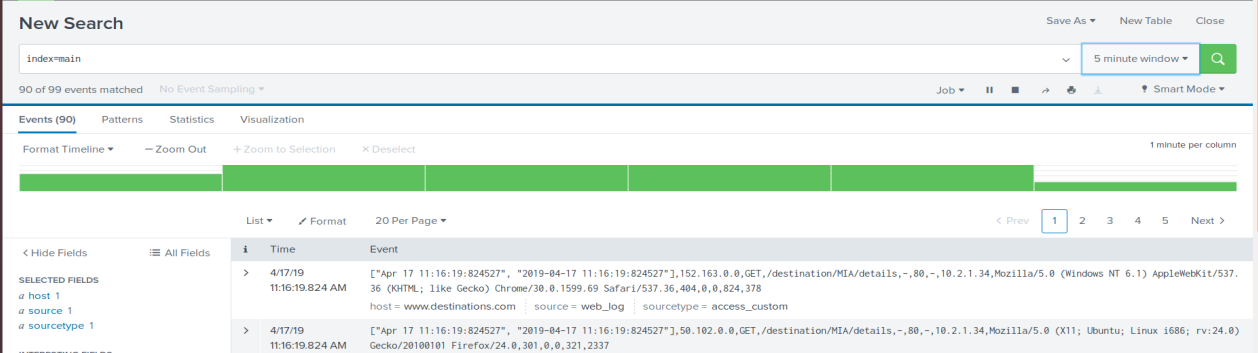 New Search
Save As ▾ New Table Close
index=main
5 minute window ▾
90 of 99 events matched No Event Sampling ▾
Job ▾ Smart Mode ▾
Events (90) Patterns Statistics Visualization
Format Timeline ▾ — Zoom Out + Zoom to Selection × Deselect
1 minute per column
List ▾ Format 20 Per Page ▾
< Prev 1 2 3 4 5 Next >
< Hide Fields All Fields
i Time Event
SELECTED FIELDS
a host 1
a source 1
a sourcetype 1
INTERESTING FIELDS
> 4/17/19 11:16:19.824 AM
["Apr 17 11:16:19:824527", "2019-04-17 11:16:19:824527"],152.163.0.0,GET,/destination/MIA/details,-,80,-,10.2.1.34,Mozilla/5.0 (Windows NT 6.1) AppleWebKit/537.
36 (KHTML; like Gecko) Chrome/30.0.1599.69 Safari/537.36,404,0,0,824,378
host = www.destinations.com source = web_log sourcetype = access_custom
> 4/17/19 11:16:19.824 AM
["Apr 17 11:16:19:824527", "2019-04-17 11:16:19:824527"],50.102.0.0,GET,/destination/MIA/details,-,80,-,10.2.1.34,Mozilla/5.0 (X11; Ubuntu; Linux i686; rv:24.0)
Gecko/20100101 Firefox/24.0,301,0,0,321,2337